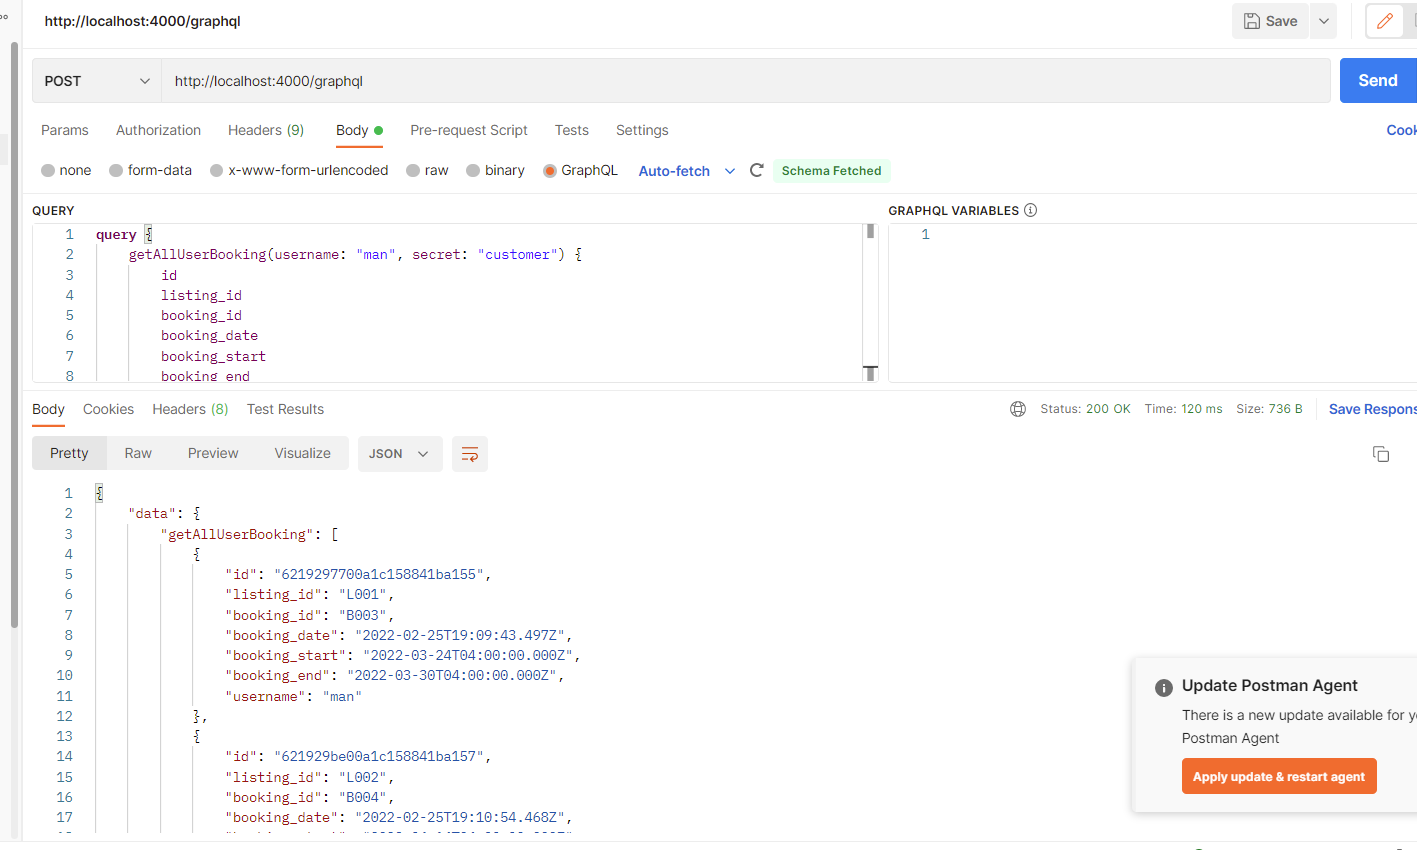 http://localhost:4000/graphql
Save
POST
http://localhost:4000/graphql
Send
Params Authorization Headers (9) Body Pre-request Script Tests Settings
none form-data x-www-form-urlencoded raw binary GraphQL Auto-fetch Schema Fetched
QUERY
GRAPHQL VARIABLES
1 query {
2 getAllUserBooking(username: "man", secret: "customer") {
3 id
4 listing_id
5 booking_id
6 booking_date
7 booking_start
8 booking_end
1
Body Cookies Headers (8) Test Results
Status: 200 OK Time: 120 ms Size: 736 B Save Respons
Pretty Raw Preview Visualize JSON
1 {
2 "data": {
3 "getAllUserBooking": [
4 {
5 "id": "6219297700a1c158841ba155",
6 "listing_id": "L001",
7 "booking_id": "B003",
8 "booking_date": "2022-02-25T19:09:43.497Z",
9 "booking_start": "2022-03-24T04:00:00.000Z",
10 "booking_end": "2022-03-30T04:00:00.000Z",
11 "username": "man"
12 },
13 {
14 "id": "621929be00a1c158841ba157",
15 "listing_id": "L002",
16 "booking_id": "B004",
17 "booking_date": "2022-02-25T19:10:54.468Z",
Update Postman Agent
There is a new update available for
Postman Agent
Apply update & restart agent